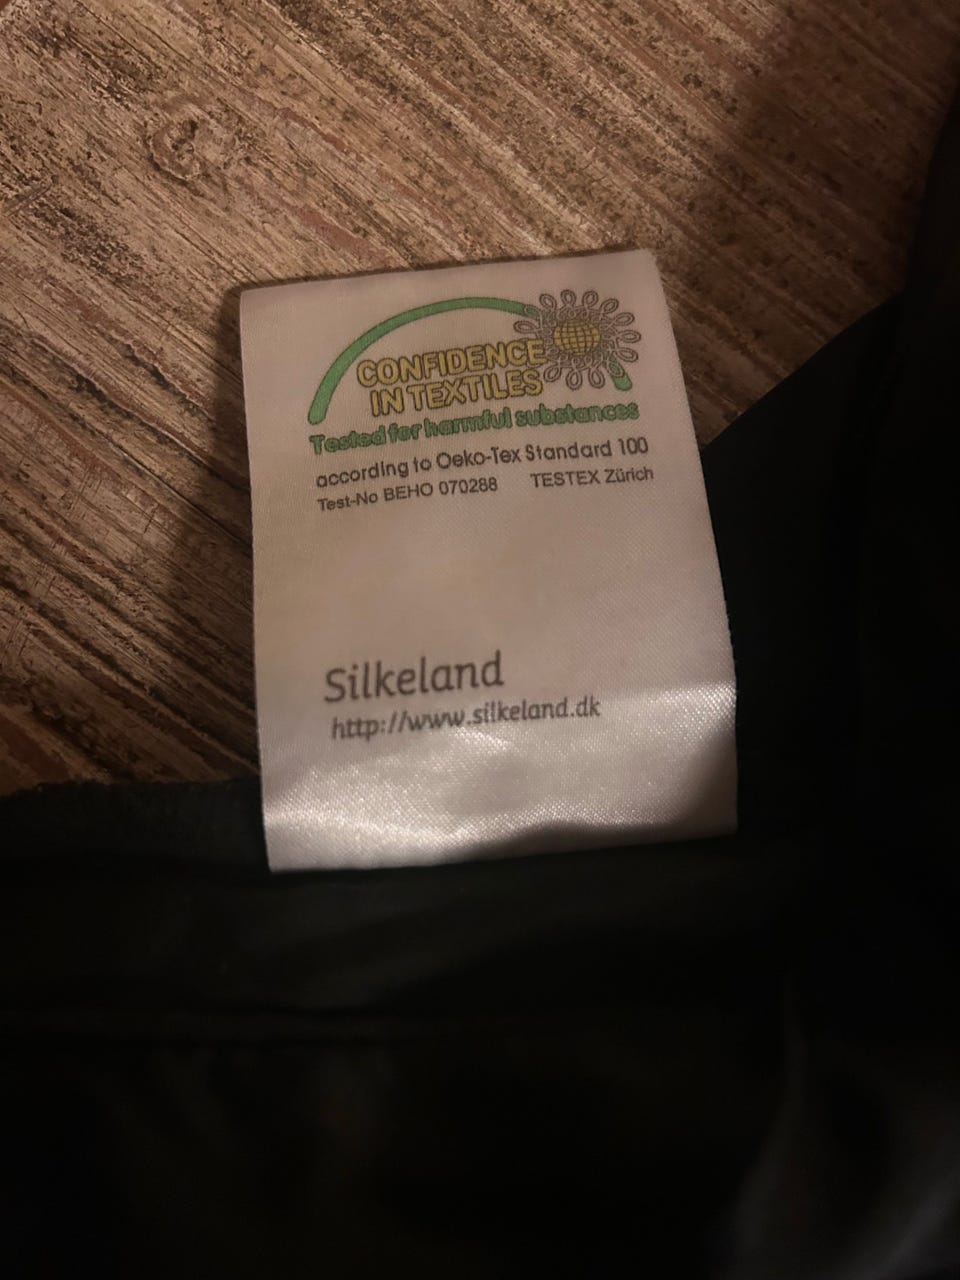 CONFIDENCE
IN TEXTILES
Tested for harmful substances
according to Oeko-Tex Standard 100
Test-No BEHO 070288 TESTEX Zürich
Silkeland
http://www.silkeland.dk